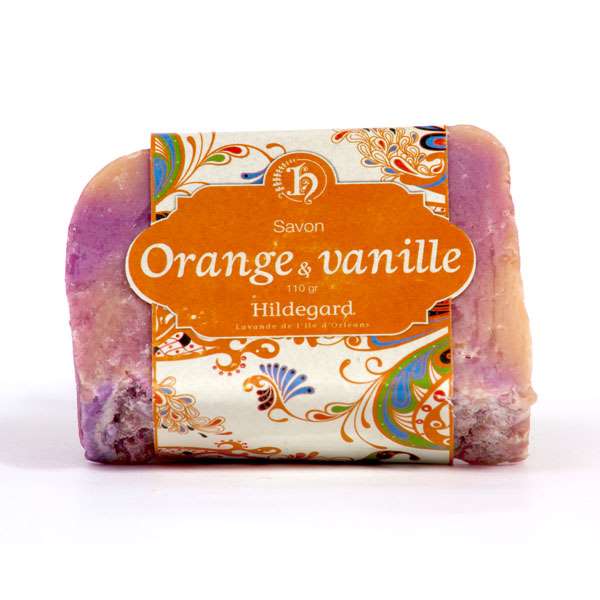 h
Savon
Orange & vanille
110 gr
Hildegard
Lavande de l'île d'Orléans